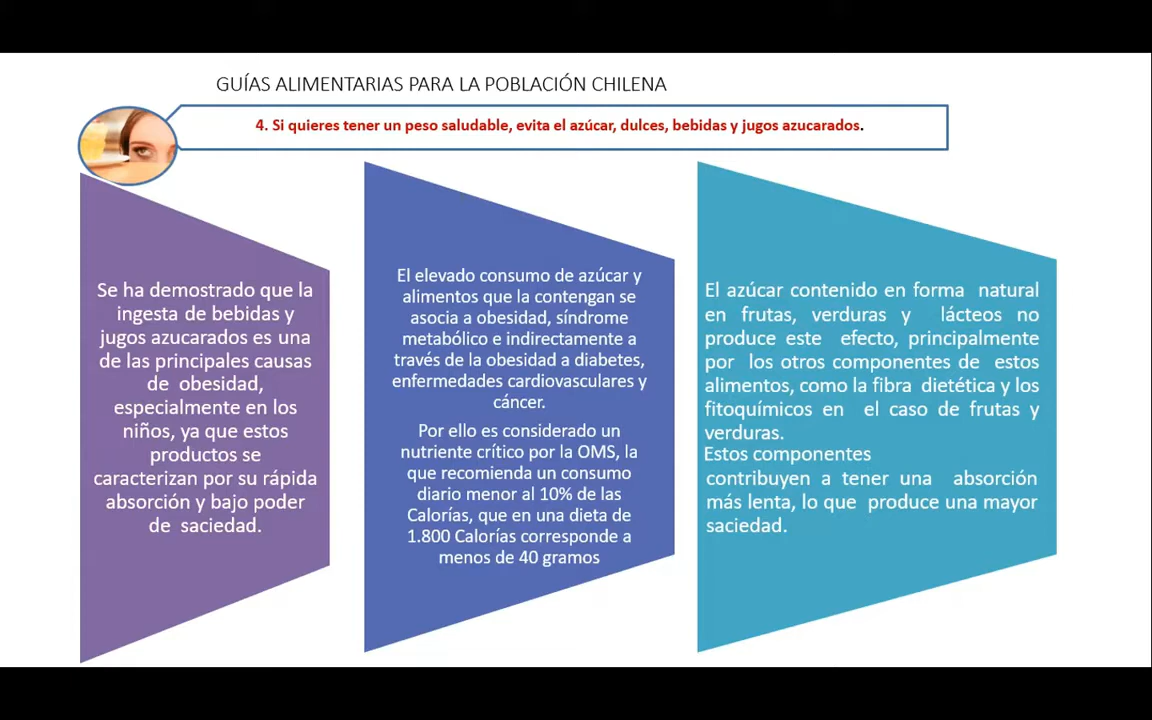 GUÍAS ALIMENTARIAS PARA LA POBLACIÓN CHILENA
4. Si quieres tener un peso saludable, evita el azúcar, dulces, bebidas y jugos azucarados.
Se ha demostrado que la
ingesta de bebidas y
jugos azucarados es una
de las principales causas
de obesidad,
especialmente en los
niños, ya que estos
productos se
caracterizan por su rápida
absorción y bajo poder
de saciedad.
El elevado consumo de azúcar y
alimentos que la contengan se
asocia a obesidad, síndrome
metabólico e indirectamente a
través de la obesidad a diabetes,
enfermedades cardiovasculares y
cáncer.
Por ello es considerado un
nutriente crítico por la OMS, la
que recomienda un consumo
diario menor al 10% de las
Calorías, que en una dieta de
1.800 Calorías corresponde a
menos de 40 gramos
El azúcar contenido en forma natural
en frutas, verduras y lácteos no
produce este efecto, principalmente
por los otros componentes de estos
alimentos, como la fibra dietética y los
fitoquímicos en el caso de frutas y
verduras.
Estos componentes
contribuyen a tener una absorción
más lenta, lo que produce una mayor
saciedad.